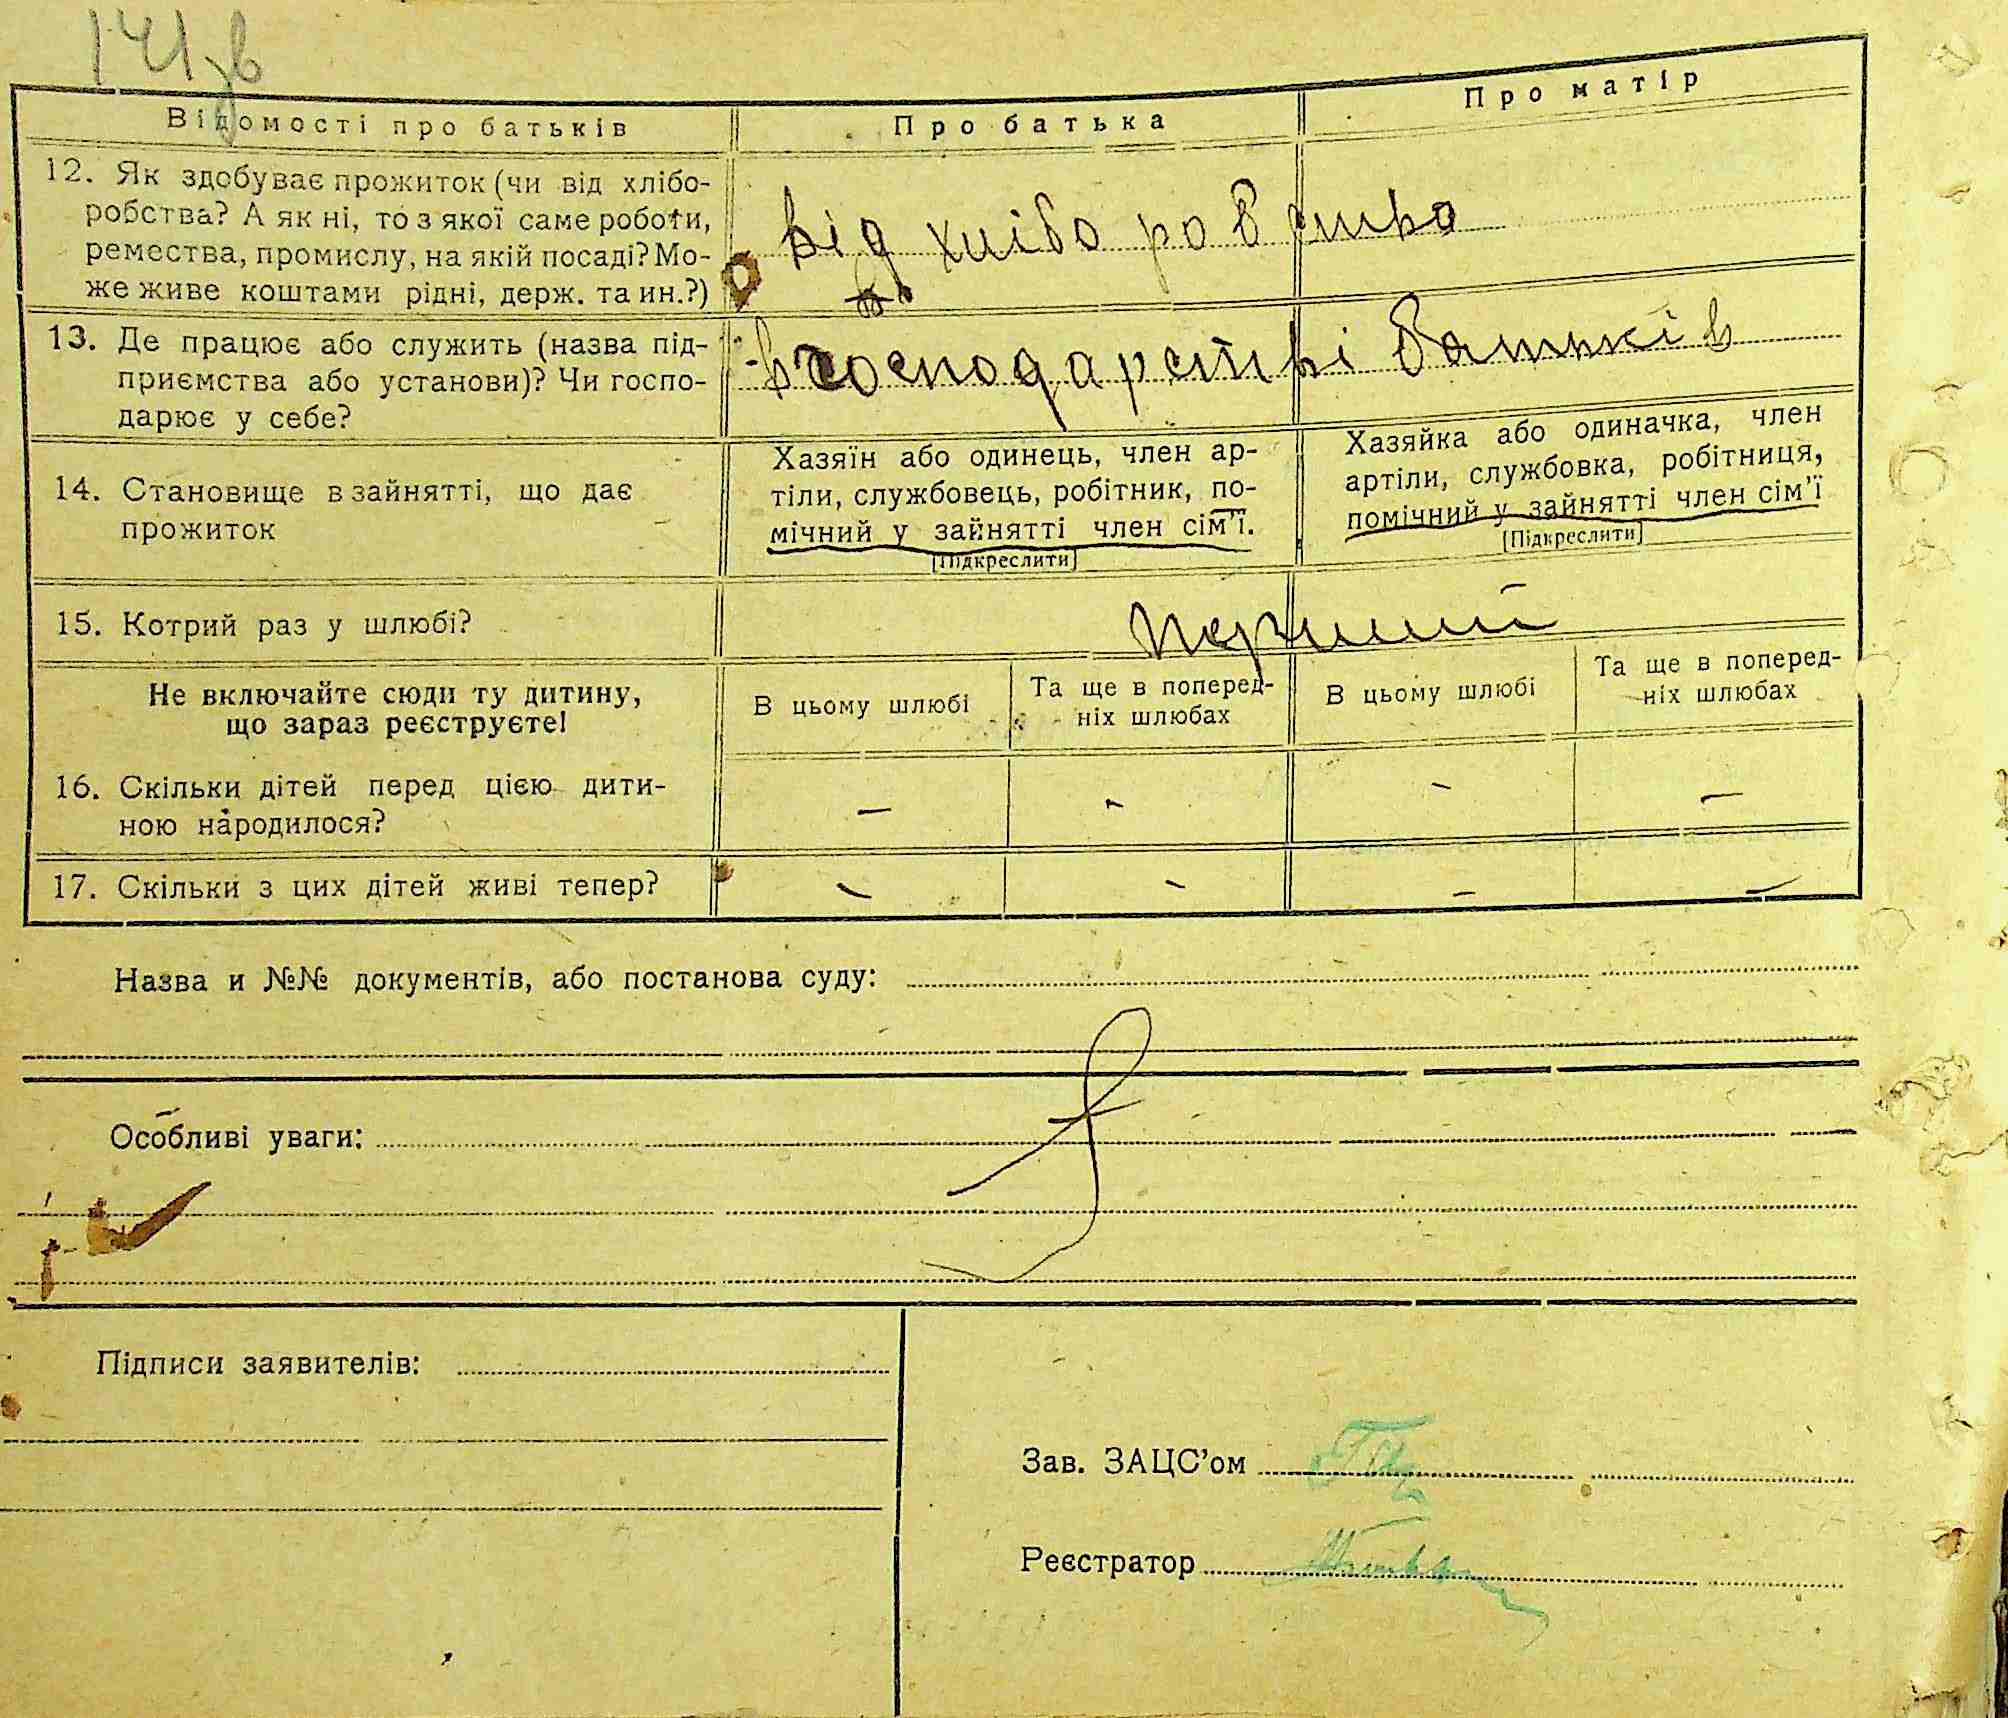 141зв
Відомості про батьків
Про батька
Про матір
12. Як здобуває прожиток (чи від хлібо-
робства? А як ні, то з якої саме роботи,
ремества, промислу, на якій посаді? Мо-
же живе коштами рідні, держ. та ин.?)
від хлібо робства
13. Де працює або служить (назва під-
приємства або установи)? Чи госпо-
дарює у себе?
в господарстві батьків
14. Становище в зайнятті, що дає
прожиток
Хазяїн або одинець, член ар-
тіли, службовець, робітник, по-
мічний у зайнятті член сім'ї.
[Підкреслити]
Хазяйка або одиначка, член
артіли, службовка, робітниця,
помічний у зайнятті член сім'ї
[Підкреслити]
15. Котрий раз у шлюбі?
перший
Не включайте сюди ту дитину,
що зараз реєструєте!
В цьому шлюбі
Та ще в поперед-
ніх шлюбах
В цьому шлюбі
Та ще в поперед-
ніх шлюбах
16. Скільки дітей перед цією дити-
ною народилося?
– – – –
17. Скільки з цих дітей живі тепер?
– – – –
Назва и №№ документів, або постанова суду:
Особливі уваги:
Підписи заявителів:
Зав. ЗАЦС'ом
Реєстратор